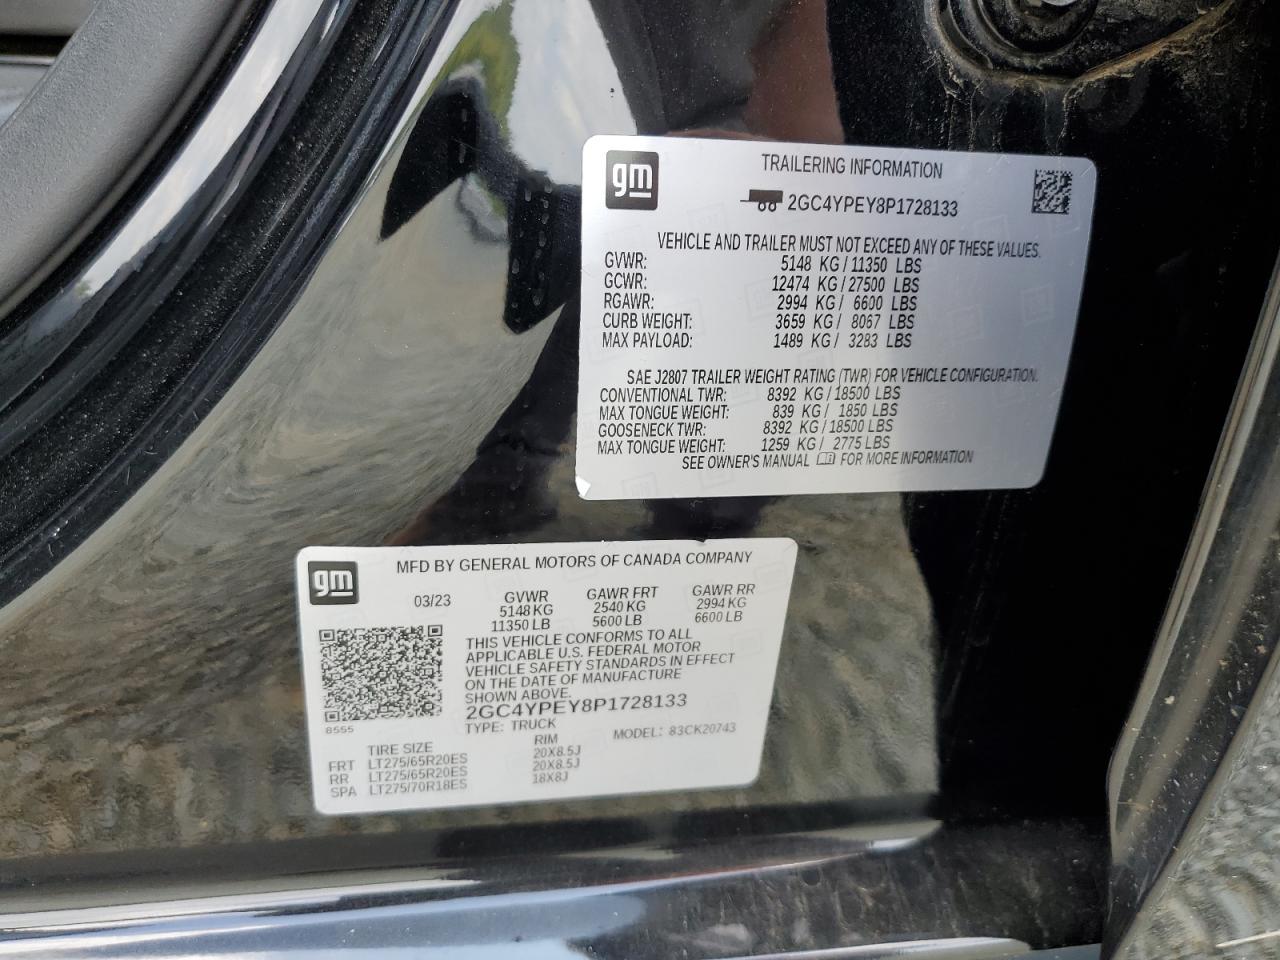 gm
TRAILERING INFORMATION
2GC4YPEY8P1728133
VEHICLE AND TRAILER MUST NOT EXCEED ANY OF THESE VALUES.
GVWR: 5148 KG / 11350 LBS
GCWR: 12474 KG / 27500 LBS
RGAWR: 2994 KG / 6600 LBS
CURB WEIGHT: 3659 KG / 8067 LBS
MAX PAYLOAD: 1489 KG / 3283 LBS
SAE J2807 TRAILER WEIGHT RATING (TWR) FOR VEHICLE CONFIGURATION.
CONVENTIONAL TWR: 8392 KG / 18500 LBS
MAX TONGUE WEIGHT: 839 KG / 1850 LBS
GOOSENECK TWR: 8392 KG / 18500 LBS
MAX TONGUE WEIGHT: 1259 KG / 2775 LBS
SEE OWNER'S MANUAL FOR MORE INFORMATION
gm
MFD BY GENERAL MOTORS OF CANADA COMPANY
03/23 GVWR GAWR FRT GAWR RR
5148 KG 2540 KG 2994 KG
11350 LB 5600 LB 6600 LB
THIS VEHICLE CONFORMS TO ALL
APPLICABLE U.S. FEDERAL MOTOR
VEHICLE SAFETY STANDARDS IN EFFECT
ON THE DATE OF MANUFACTURE
SHOWN ABOVE.
2GC4YPEY8P1728133
8555 TYPE: TRUCK MODEL: 83CK20743
TIRE SIZE RIM
FRT LT275/65R20ES 20X8.5J
RR LT275/65R20ES 20X8.5J
SPA LT275/70R18ES 18X8J